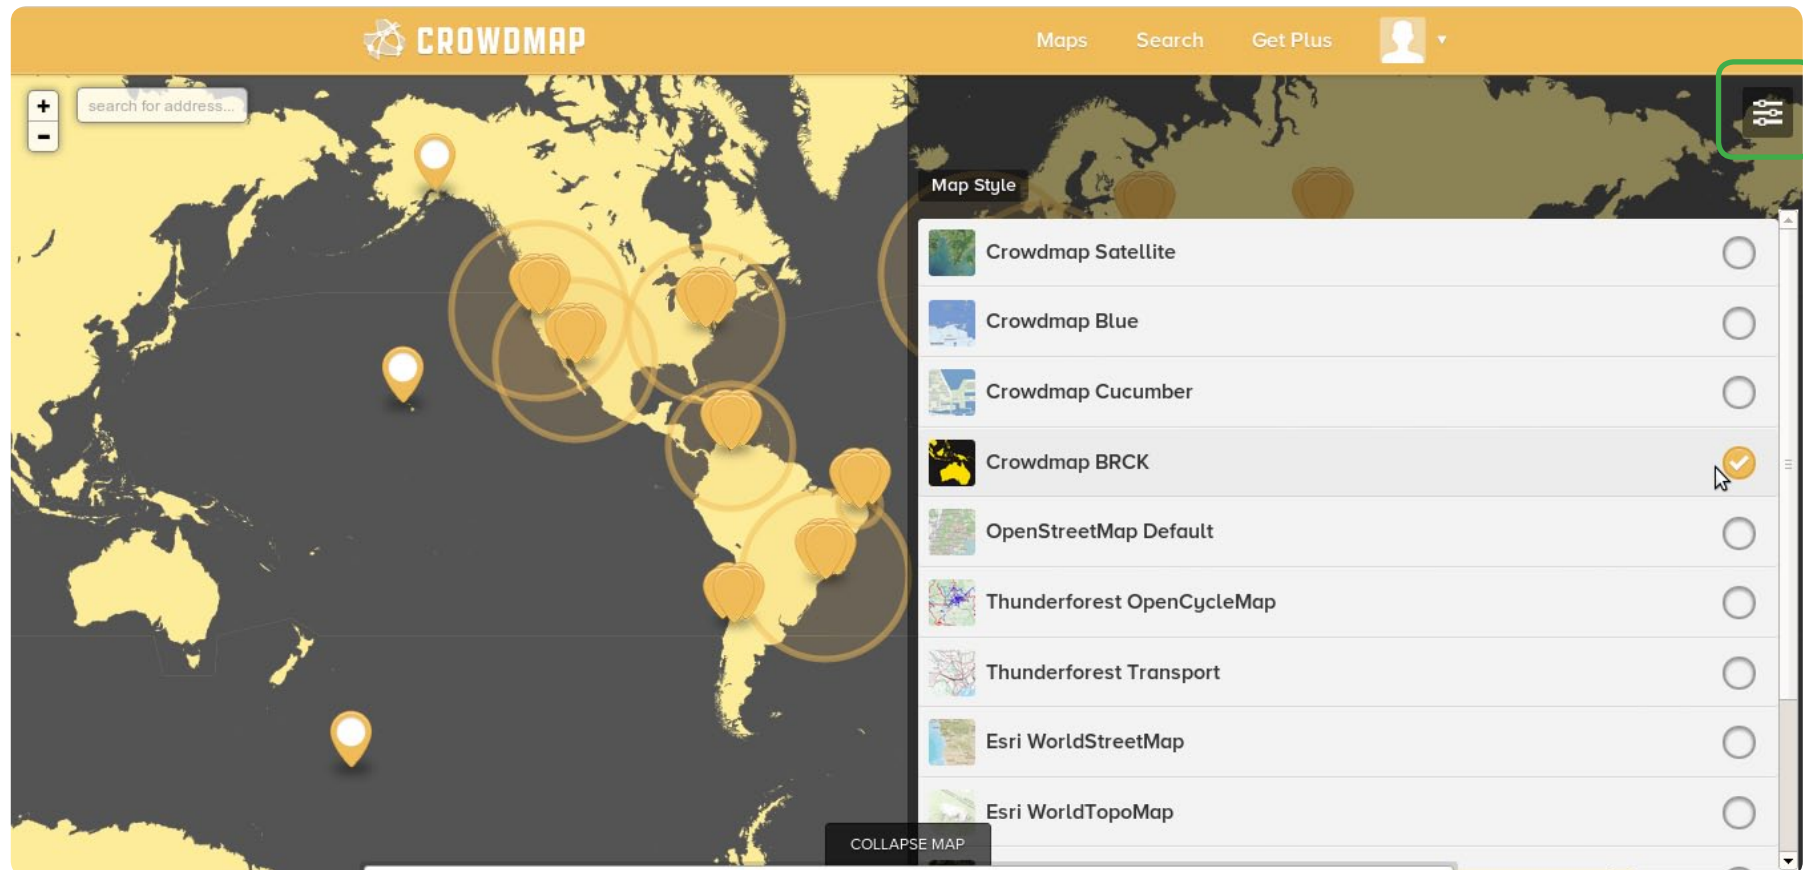 CROWDMAP
Maps Search Get Plus
+
search for address...
-
Map Style
Crowdmap Satellite
Crowdmap Blue
Crowdmap Cucumber
Crowdmap BRCK
OpenStreetMap Default
Thunderforest OpenCycleMap
Thunderforest Transport
Esri WorldStreetMap
Esri WorldTopoMap
COLLAPSE MAP